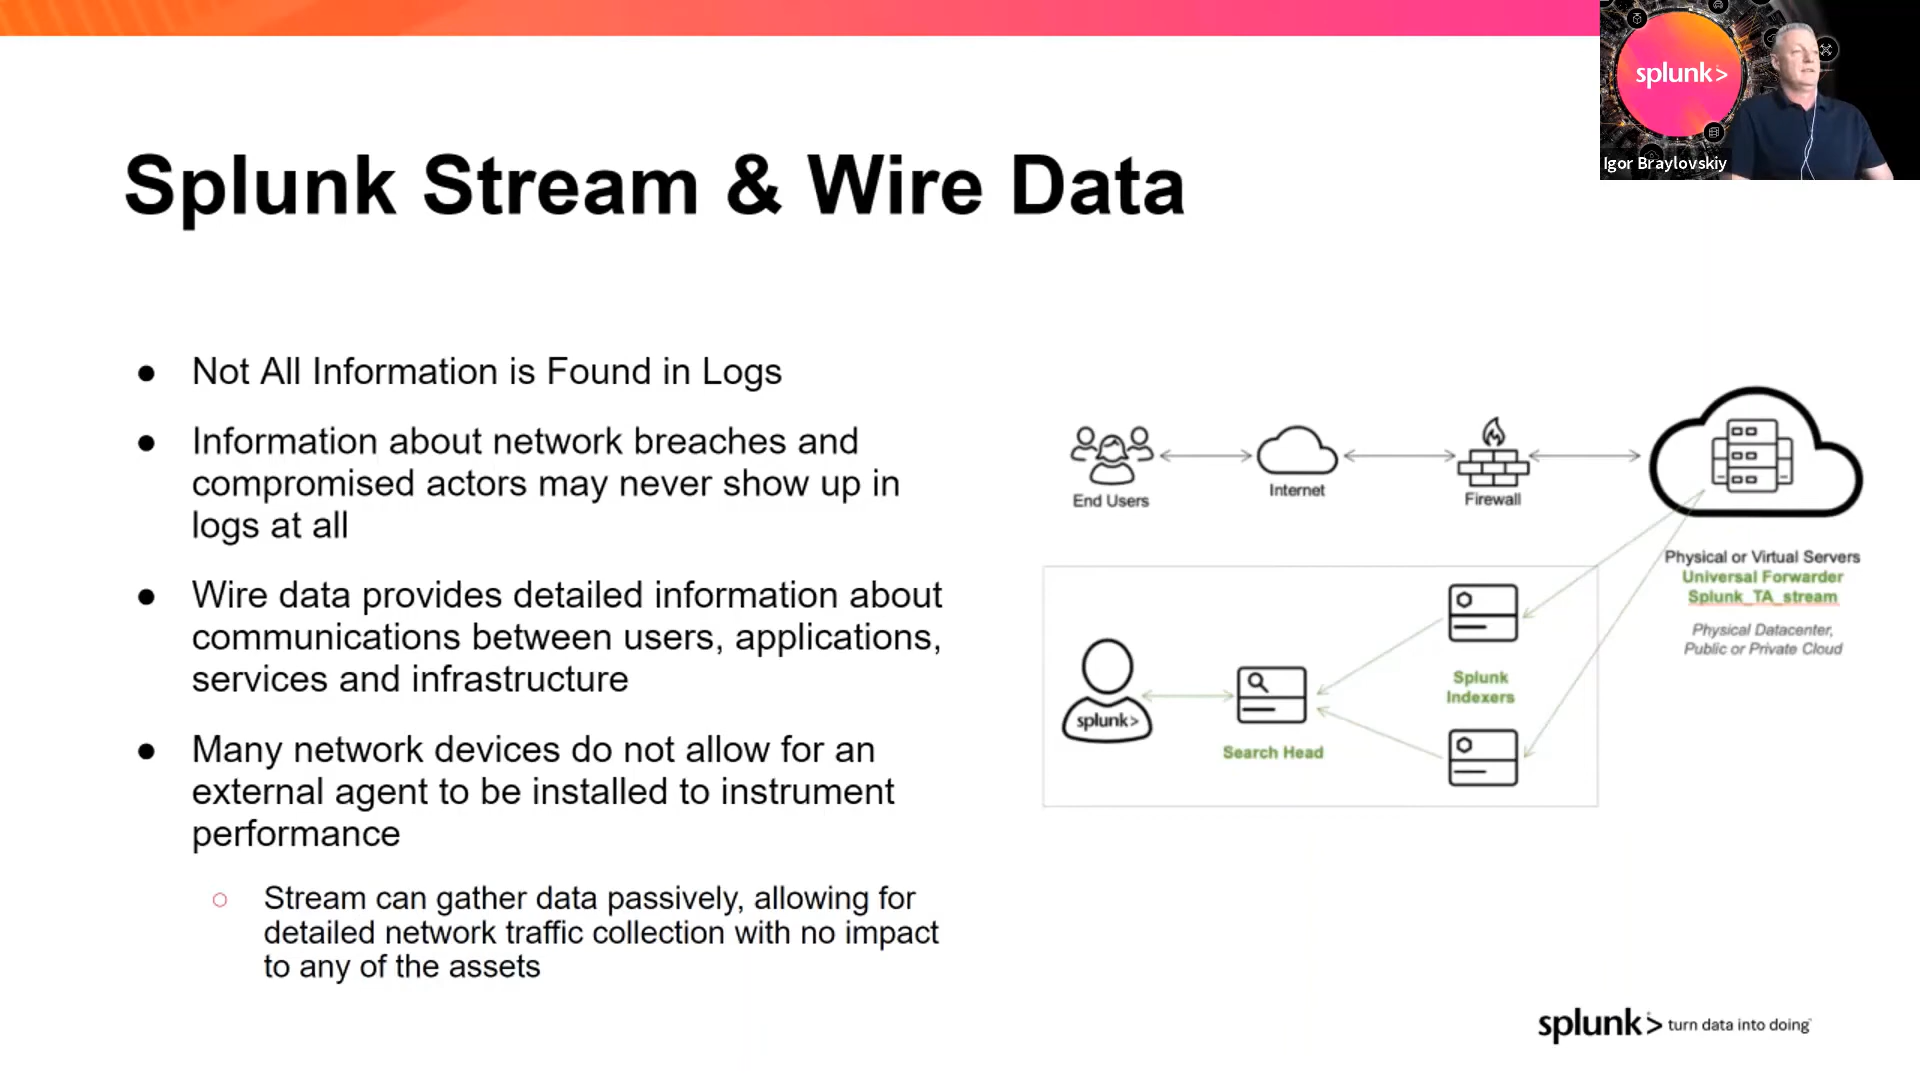 splunk>
Igor Braylovskiy
Splunk Stream & Wire Data
● Not All Information is Found in Logs
● Information about network breaches and
compromised actors may never show up in
logs at all
● Wire data provides detailed information about
communications between users, applications,
services and infrastructure
● Many network devices do not allow for an
external agent to be installed to instrument
performance
○ Stream can gather data passively, allowing for
detailed network traffic collection with no impact
to any of the assets
End Users
Internet
Firewall
Physical or Virtual Servers
Universal Forwarder
Splunk_TA_stream
Physical Datacenter,
Public or Private Cloud
splunk>
Search Head
Splunk
Indexers
splunk> turn data into doing